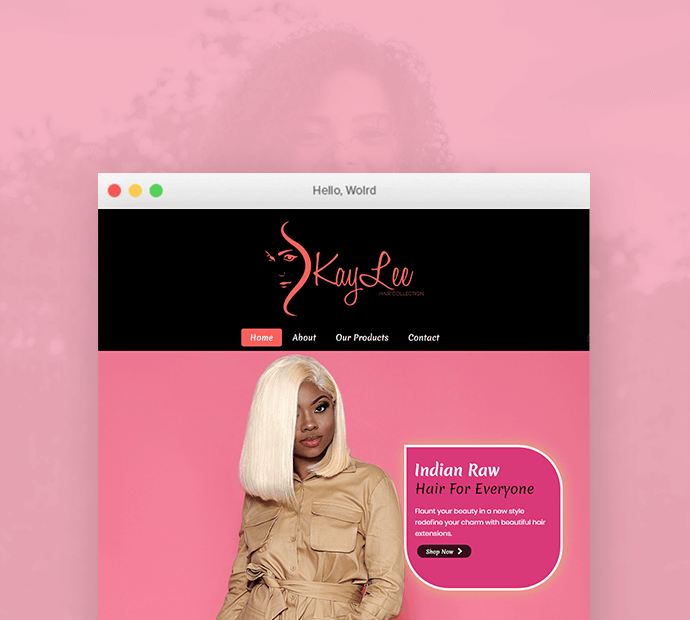 Hello, Wolrd
KayLee
HAIR COLLECTION
Home About Our Products Contact
Indian Raw
Hair For Everyone
Flaunt your beauty in a new style
redefine your charm with beautiful hair
extensions.
Shop Now